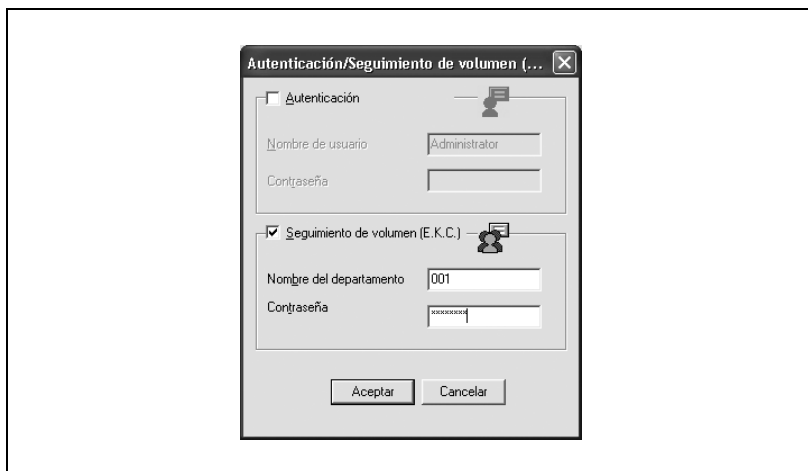 Autenticación/Seguimiento de volumen (...
Autenticación
Nombre de usuario Administrator
Contraseña
Seguimiento de volumen (E.K.C.)
Nombre del departamento 001
Contraseña xxxxxxxx
Aceptar Cancelar